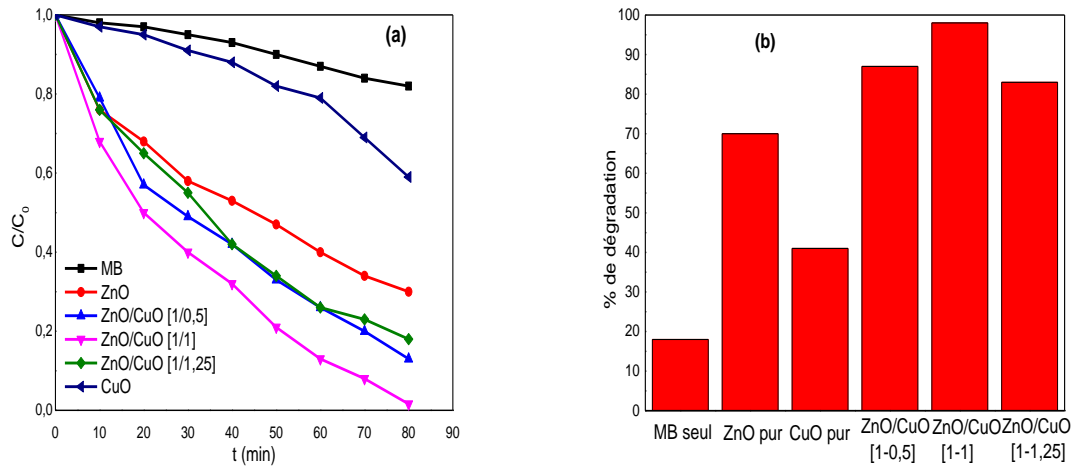 (a)
C/C0
1,0
0,8
0,6
0,4
0,2
0,0
MB
ZnO
ZnO/CuO [1/0,5]
ZnO/CuO [1/1]
ZnO/CuO [1/1,25]
CuO
0 10 20 30 40 50 60 70 80 90
t (min)
(b)
% de dégradation
100
90
80
70
60
50
40
30
20
10
0
MB seul ZnO pur CuO pur ZnO/CuO ZnO/CuO ZnO/CuO
[1-0,5] [1-1] [1-1,25]